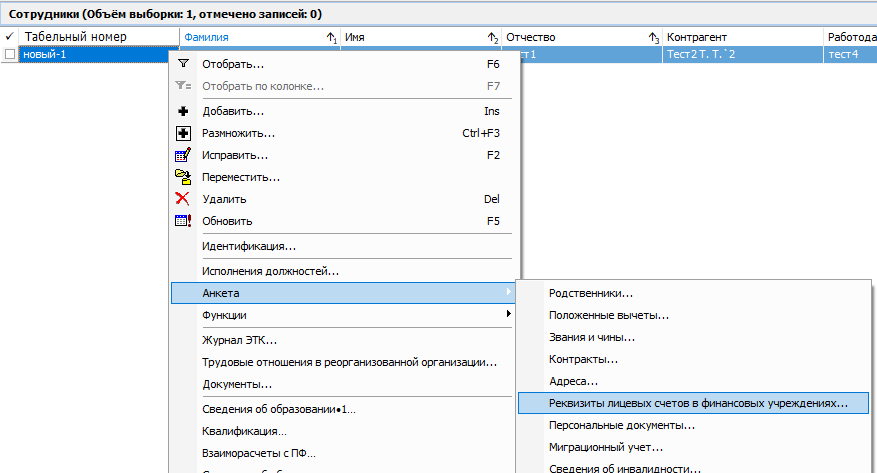 Сотрудники (Объём выборки: 1, отмечено записей: 0)
✓ Табельный номер Фамилия 1 Имя 2 Отчество 3 Контрагент Работода
новый-1 ст1 Тест2 Т. Т.`2 тест4
Отобрать... F6
Отобрать по колонке... F7
Добавить... Ins
Размножить... Ctrl+F3
Исправить... F2
Переместить...
Удалить Del
Обновить F5
Идентификация...
Исполнения должностей...
Анкета
Функции
Журнал ЭТК...
Трудовые отношения в реорганизованной организации...
Документы...
Сведения об образовании•1...
Квалификация...
Взаиморасчеты с ПФ...
Родственники...
Положенные вычеты...
Звания и чины...
Контракты...
Адреса...
Реквизиты лицевых счетов в финансовых учреждениях...
Персональные документы...
Миграционный учет...
Сведения об инвалидности...